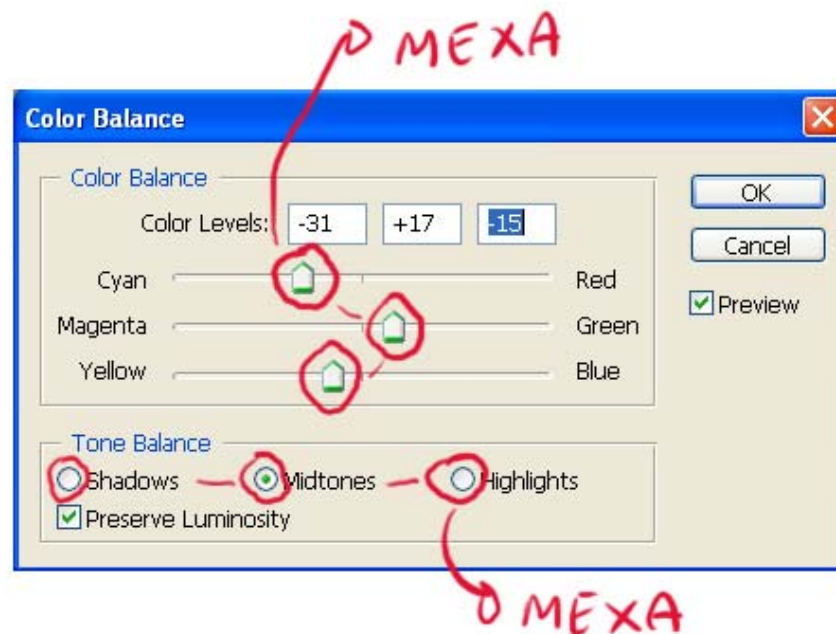 MEXA
Color Balance
Color Balance
Color Levels: -31 +17 -15
OK
Cancel
Cyan Red
Preview
Magenta Green
Yellow Blue
Tone Balance
Shadows Midtones Highlights
Preserve Luminosity
MEXA